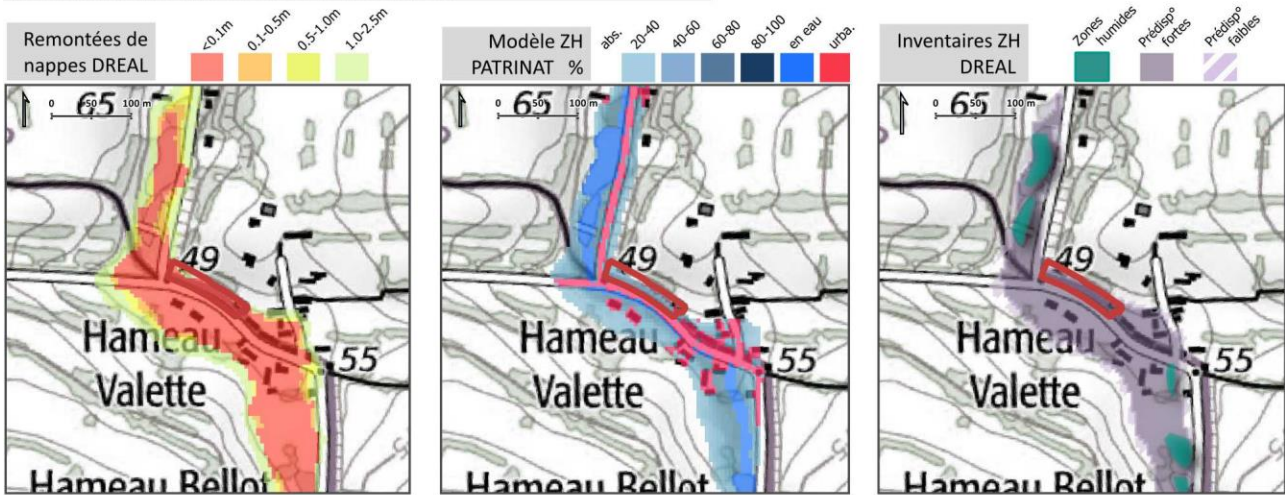 Remontées de
nappes DREAL
<0.1m
0.1-0.5m
0.5-1.0m
1.0-2.5m
65
0 50 100 m
49
Hameau
Valette
55
Hameau Bellot
Modèle ZH
PATRINAT %
abs.
20-40
40-60
60-80
80-100
en eau
urba.
65
0 50 100 m
49
Hameau
Valette
55
Hameau Bellot
Inventaires ZH
DREAL
Zones
humides
Prédisp°
fortes
Prédisp°
faibles
65
0 50 100 m
49
Hameau
Valette
55
Hameau Bellot